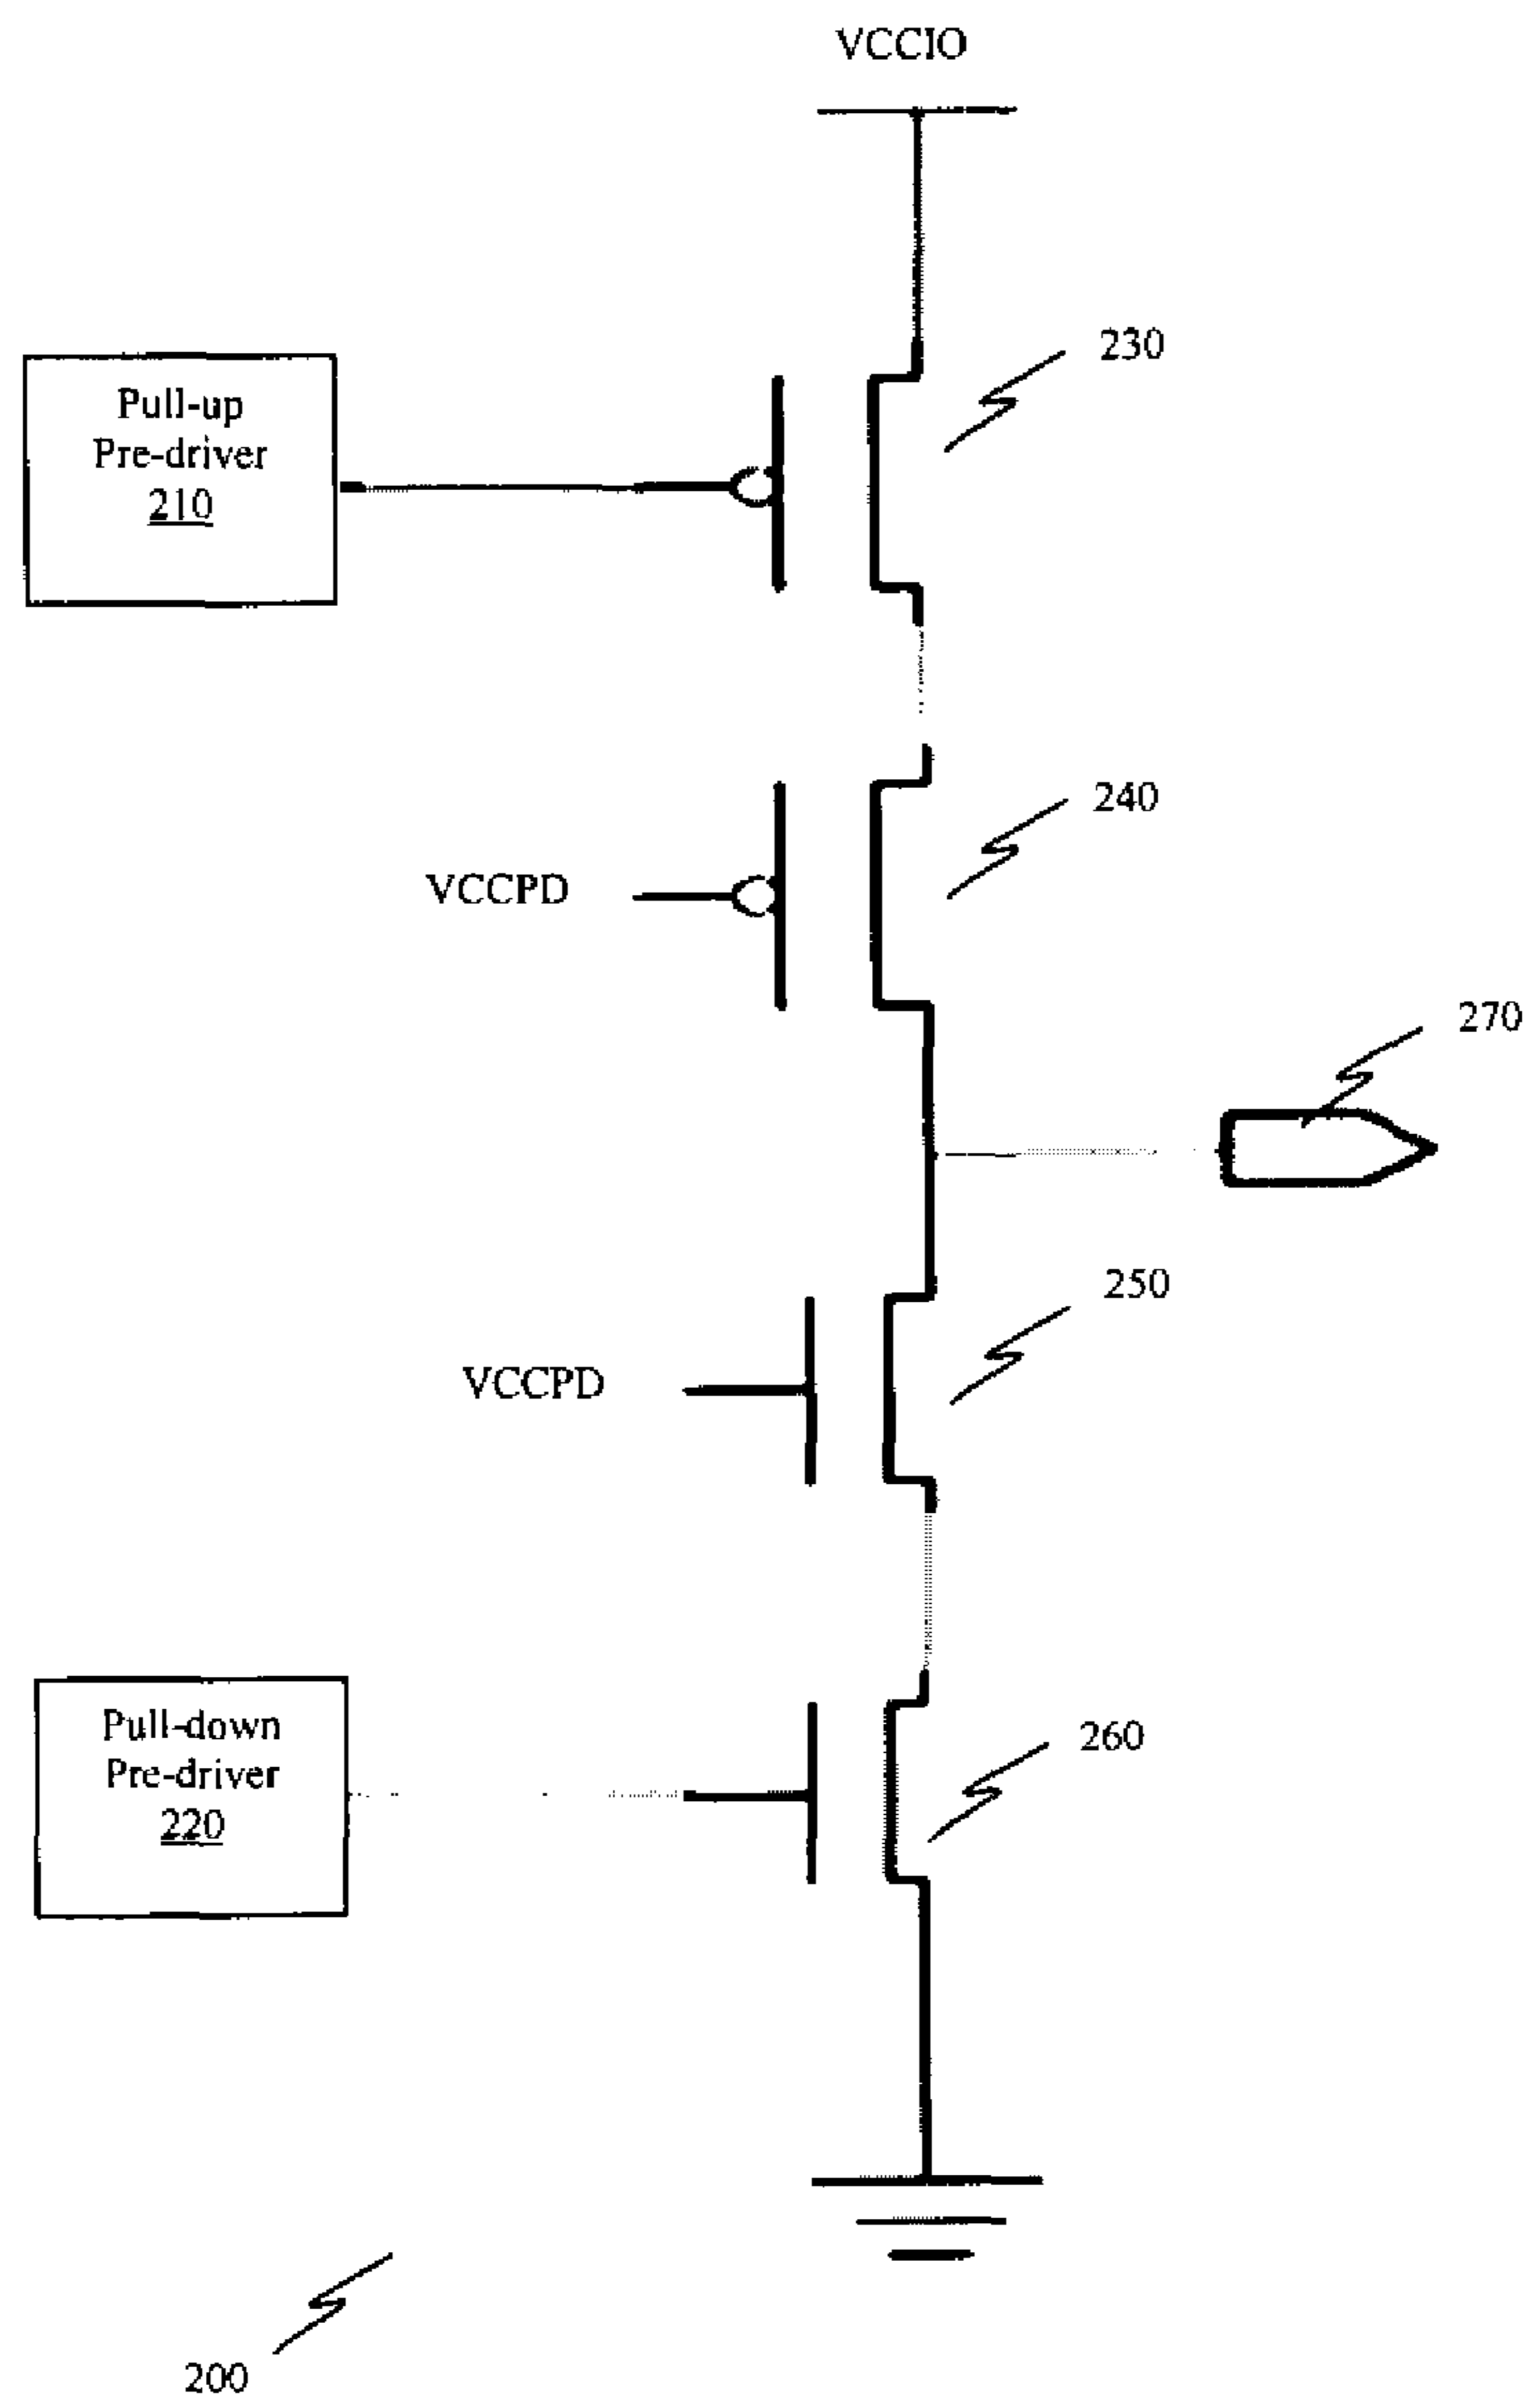 VCCIO
230
Pull-up
Pre-driver
210
240
VCCPD
270
250
VCCPD
260
Pull-down
Pre-driver
220
200